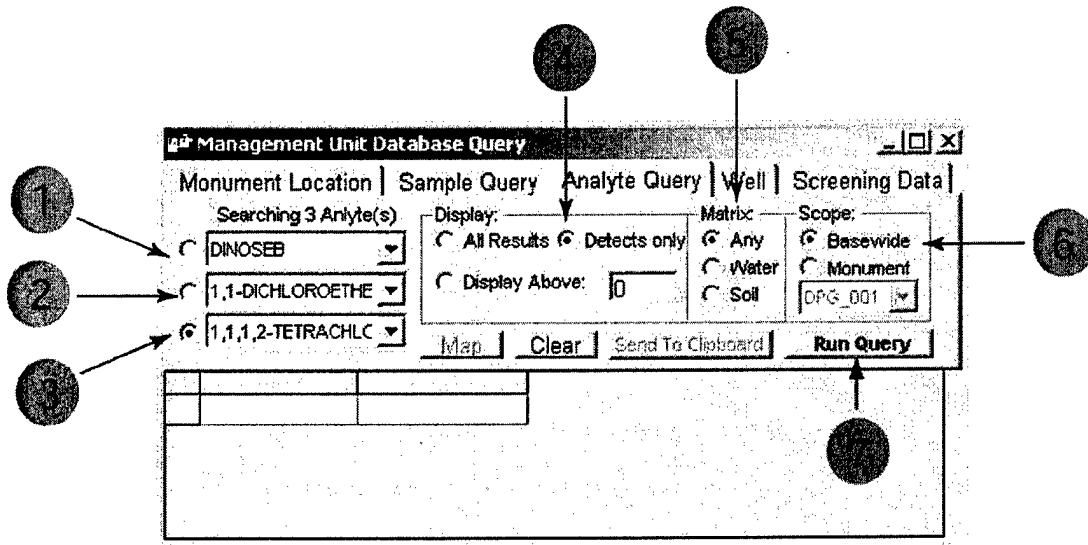 4
5
Management Unit Database Query
Monument Location Sample Query Analyte Query Well Screening Data
1
Searching 3 Anlyte(s)
DINOSEB
2
1,1-DICHLOROETHE
3
1,1,1,2-TETRACHLC
Display:
All Results Detects only
Display Above: 0
Matrix:
Any
Water
Soil
Scope:
Basewide
Monument
DPG_001
6
Map Clear Send To Clipboard Run Query
7